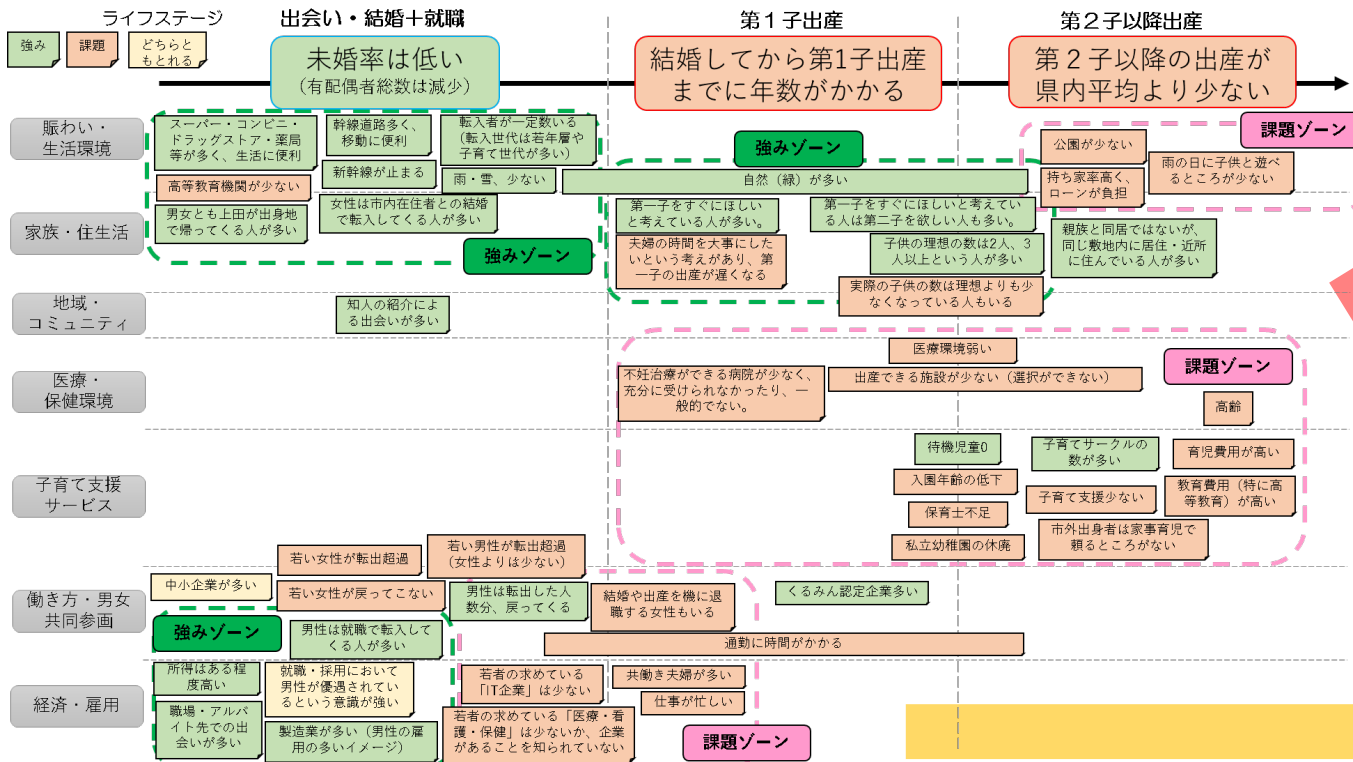 ライフステージ
強み
課題
どちらと
もとれる
出会い・結婚＋就職
第１子出産
第２子以降出産
未婚率は低い
(有配偶者総数は減少)
結婚してから第1子出産
までに年数がかかる
第２子以降の出産が
県内平均より少ない
賑わい・
生活環境
スーパー・コンビニ・
ドラッグストア・薬局
等が多く、生活に便利
幹線道路多く、
移動に便利
転入者が一定数いる
（転入世代は若年層や
子育て世代が多い）
高等教育機関が少ない
新幹線が止まる
雨・雪、少ない
自然（緑）が多い
強みゾーン
公園が少ない
課題ゾーン
持ち家率高く、
ローンが負担
雨の日に子供と遊べ
るところが少ない
家族・住生活
男女とも上田が出身地
で帰ってくる人が多い
女性は市内在住者との結婚
で転入してくる人が多い
強みゾーン
第一子をすぐにほしい
と考えている人が多い。
夫婦の時間を大事にした
いという考えがあり、第
一子の出産が遅くなる
第一子をすぐにほしいと考えてい
る人は第二子を欲しい人も多い。
子供の理想の数は2人、3
人以上という人が多い
実際の子供の数は理想よりも少
なくなっている人もいる
親族と同居ではないが、
同じ敷地内に居住・近所
に住んでいる人が多い
地域・
コミュニティ
知人の紹介によ
る出会いが多い
医療・
保健環境
医療環境弱い
不妊治療ができる病院が少なく、
充分に受けられなかったり、一
般的でない。
出産できる施設が少ない（選択ができない）
課題ゾーン
高齢
子育て支援
サービス
待機児童0
入園年齢の低下
保育士不足
私立幼稚園の休廃
子育てサークルの
数が多い
子育て支援少ない
育児費用が高い
教育費用（特に高
等教育）が高い
市外出身者は家事育児で
頼るところがない
働き方・男女
共同参画
中小企業が多い
若い女性が転出超過
若い女性が戻ってこない
若い男性が転出超過
（女性よりは少ない）
男性は転出した人
数分、戻ってくる
結婚や出産を機に退
職する女性もいる
くるみん認定企業多い
強みゾーン
男性は就職で転入して
くる人が多い
通勤に時間がかかる
経済・雇用
所得はある程
度高い
就職・採用において
男性が優遇されてい
るという意識が強い
職場・アルバ
イト先での出
会いが多い
製造業が多い（男性の雇
用の多いイメージ）
若者の求めている
「IT企業」は少ない
共働き夫婦が多い
仕事が忙しい
若者の求めている「医療・看
護・保健」は少ないか、企業
があることを知られていない
課題ゾーン